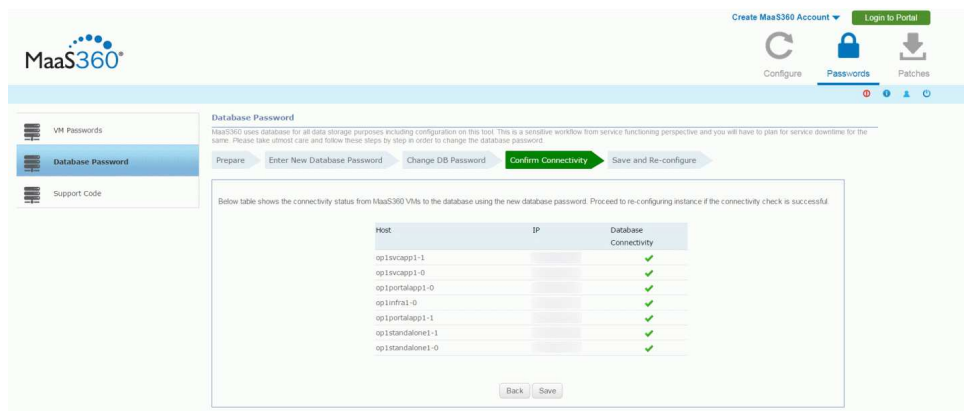 Create MaaS360 Account
Login to Portal
MaaS360®
Configure
Passwords
Patches
VM Passwords
Database Password
Support Code
Database Password
MaaS360 uses database for all data storage purposes including configuration on this tool. This is a sensitive workflow from service functioning perspective and you will have to plan for service downtime for the
same. Please take utmost care and follow these steps by step in order to change the database password.
Prepare
Enter New Database Password
Change DB Password
Confirm Connectivity
Save and Re-configure
Below table shows the connectivity status from MaaS360 VMs to the database using the new database password. Proceed to re-configuring instance if the connectivity check is successful
Host IP Database
Connectivity
op1svcapp1-1
op1svcapp1-0
op1portalapp1-0
op1infra1-0
op1portalapp1-1
op1standalone1-1
op1standalone1-0
Back Save